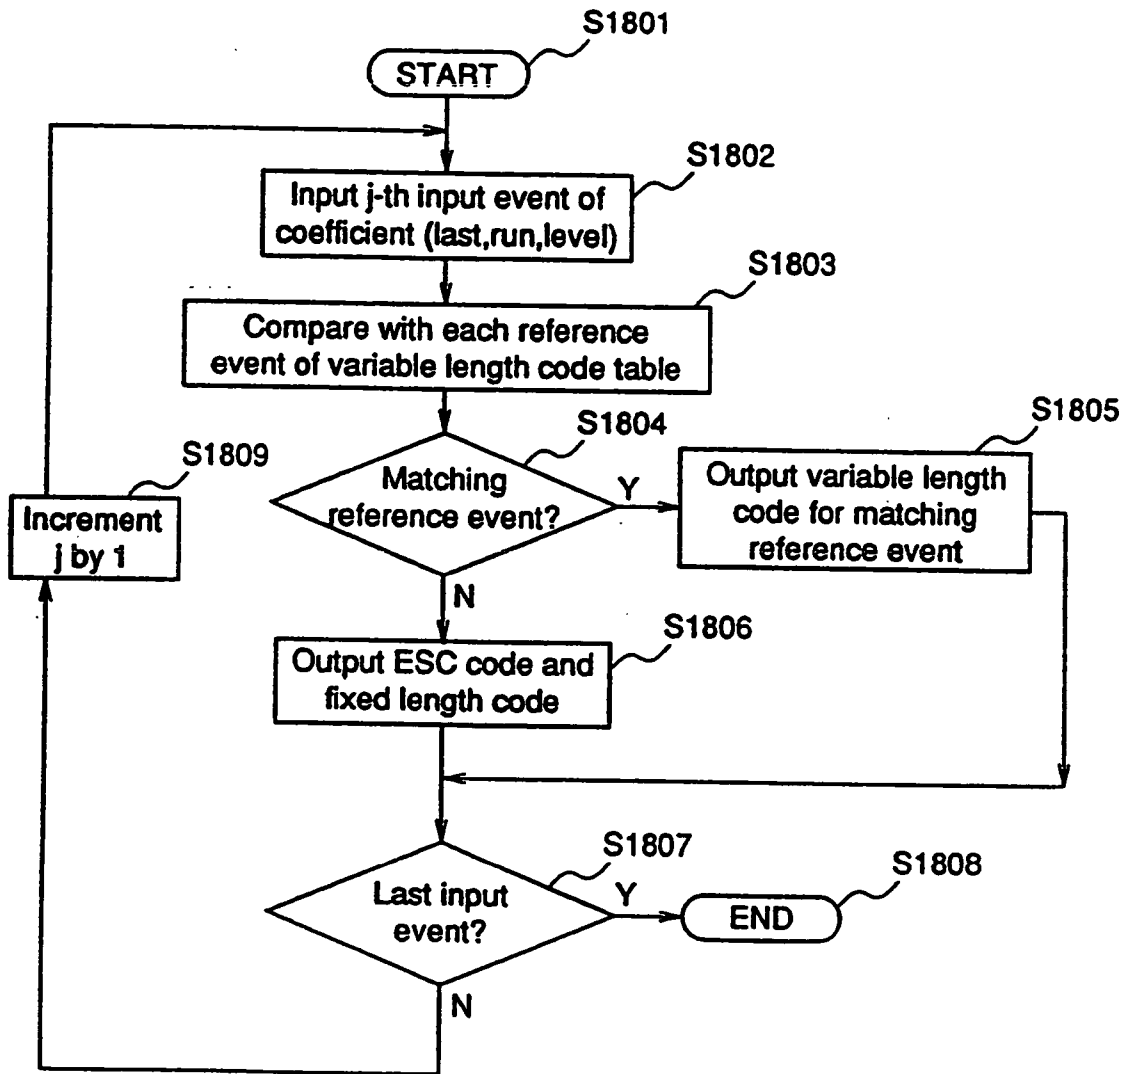 S1801
START
S1802
Input j-th input event of
coefficient (last,run,level)
S1803
Compare with each reference
event of variable length code table
S1804
Matching
reference event?
Y
N
S1805
Output variable length
code for matching
reference event
S1809
Increment
j by 1
S1806
Output ESC code and
fixed length code
S1807
Last input
event?
Y
N
S1808
END